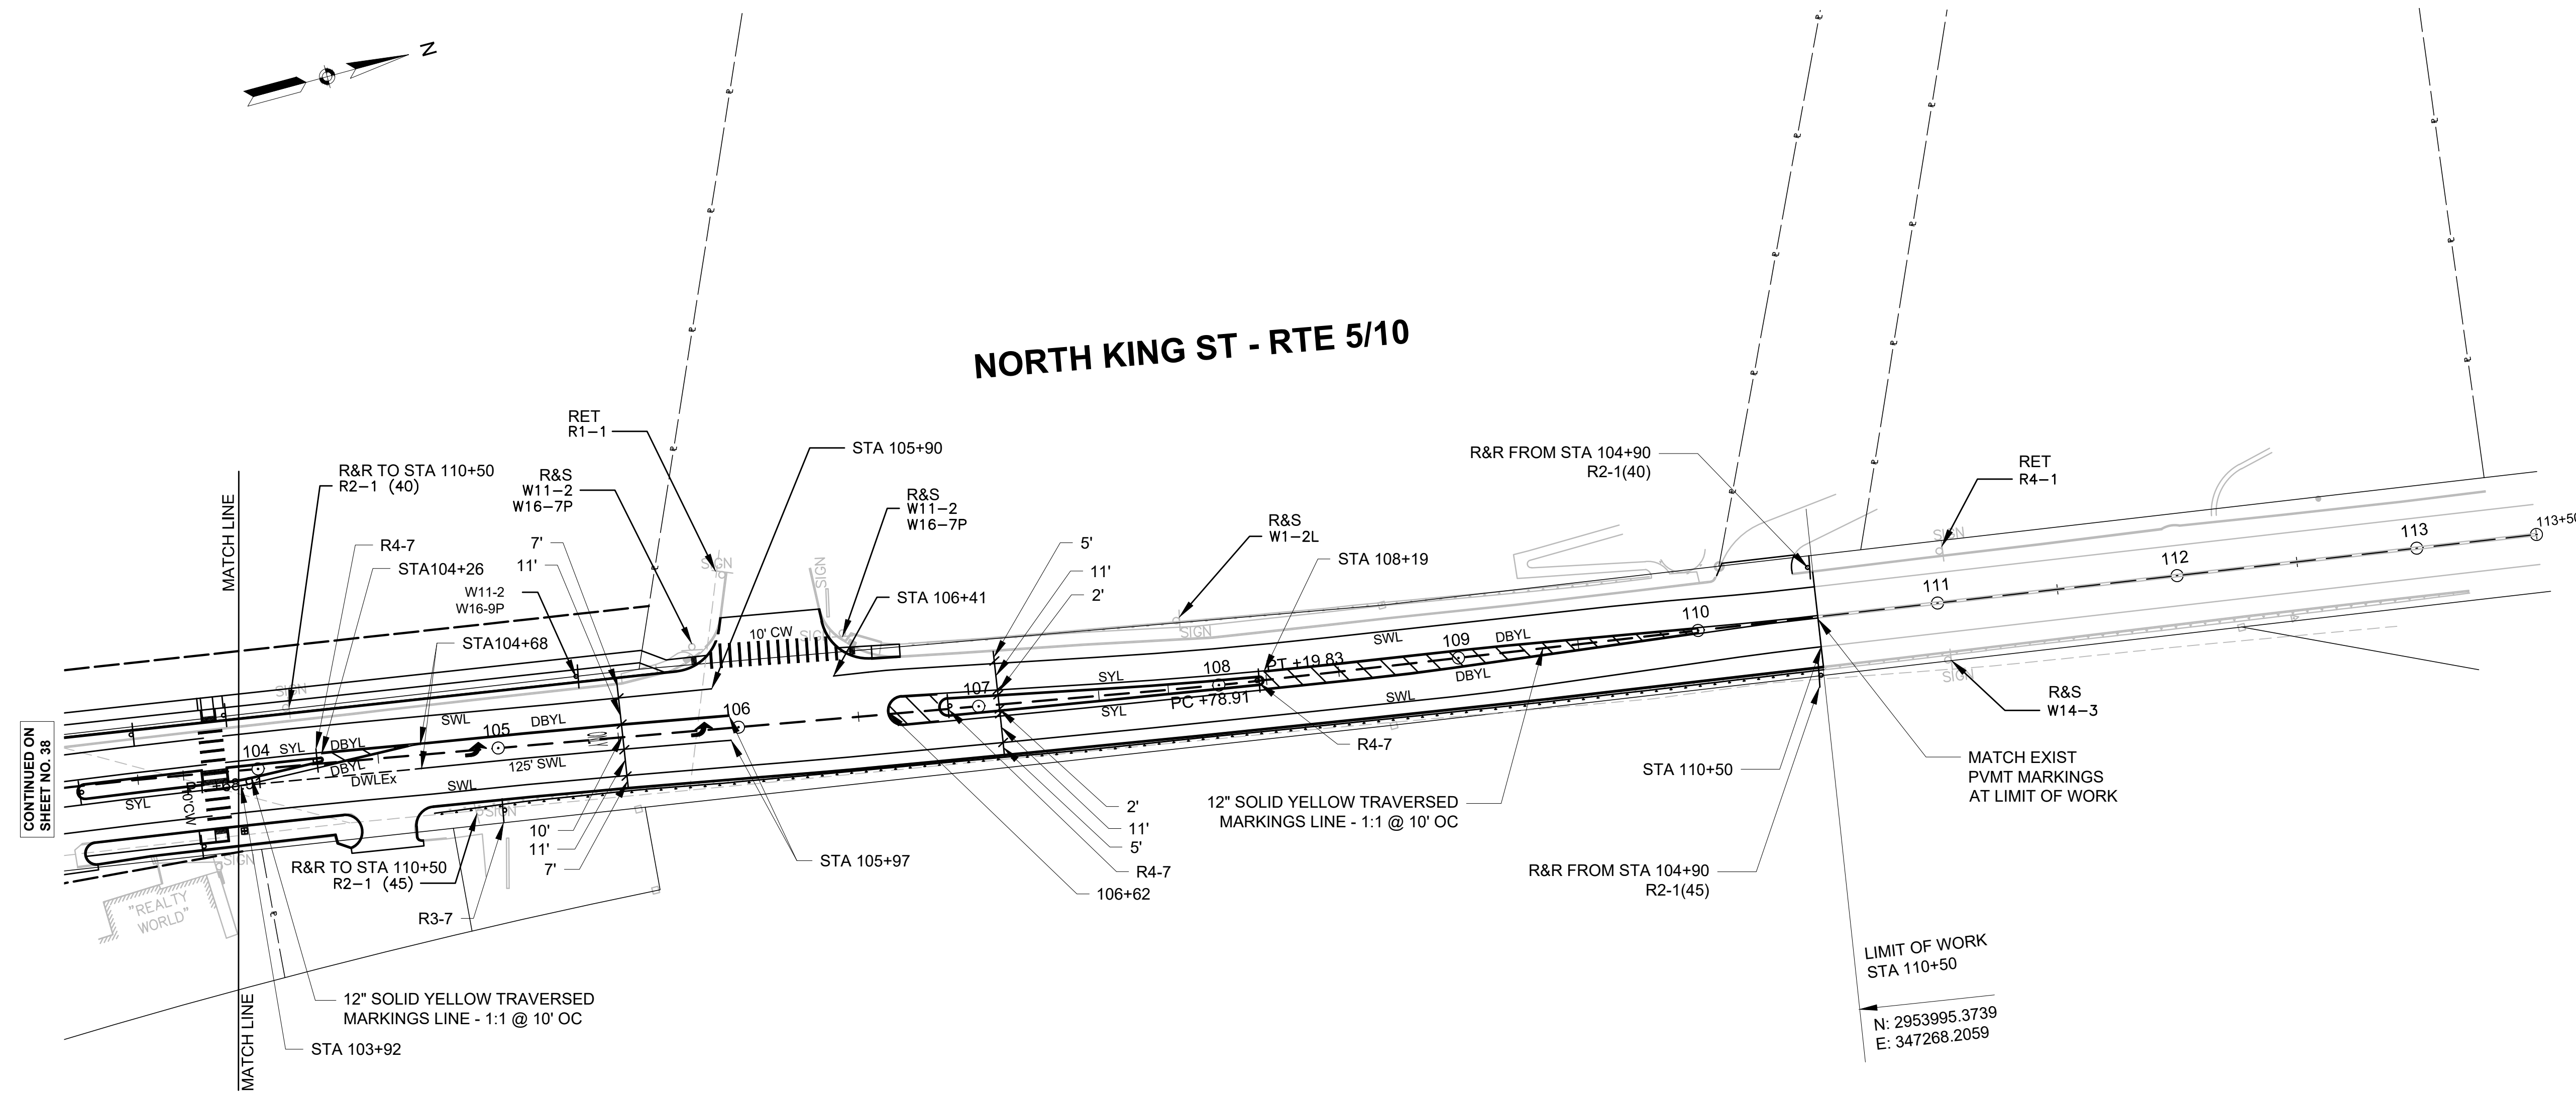 N
NORTH KING ST - RTE 5/10
CONTINUED ON
SHEET NO. 38
MATCH LINE
MATCH LINE
R&R TO STA 110+50
R2-1 (40)
R4-7
STA104+26
W11-2
W16-9P
STA104+68
RET
R1-1
R&S
W11-2
W16-7P
7'
11'
STA 105+90
R&S
W11-2
W16-7P
STA 106+41
5'
11'
2'
R&S
W1-2L
STA 108+19
R&R FROM STA 104+90
R2-1(40)
RET
R4-1
SIGN
SIGN
SIGN
SIGN
SIGN
SIGN
SIGN
SIGN
SIGN
10' CW
10'CW
104
105
106
107
108
109
110
111
112
113
113+50
SYL
DBYL
SWL
DBYL
DBYL
DWLEx
125' SWL
SWL
SYL
SYL
SYL
SWL
DBYL
DBYL
SWL
PT +19.83
PC +78.91
R4-7
10'
11'
7'
STA 105+97
2'
11'
5'
R4-7
106+62
12" SOLID YELLOW TRAVERSED
MARKINGS LINE - 1:1 @ 10' OC
STA 110+50
R&R FROM STA 104+90
R2-1(45)
R&S
W14-3
MATCH EXIST
PVMT MARKINGS
AT LIMIT OF WORK
R&R TO STA 110+50
R2-1 (45)
R3-7
"REALTY
WORLD"
12" SOLID YELLOW TRAVERSED
MARKINGS LINE - 1:1 @ 10' OC
STA 103+92
LIMIT OF WORK
STA 110+50
N: 2953995.3739
E: 347268.2059